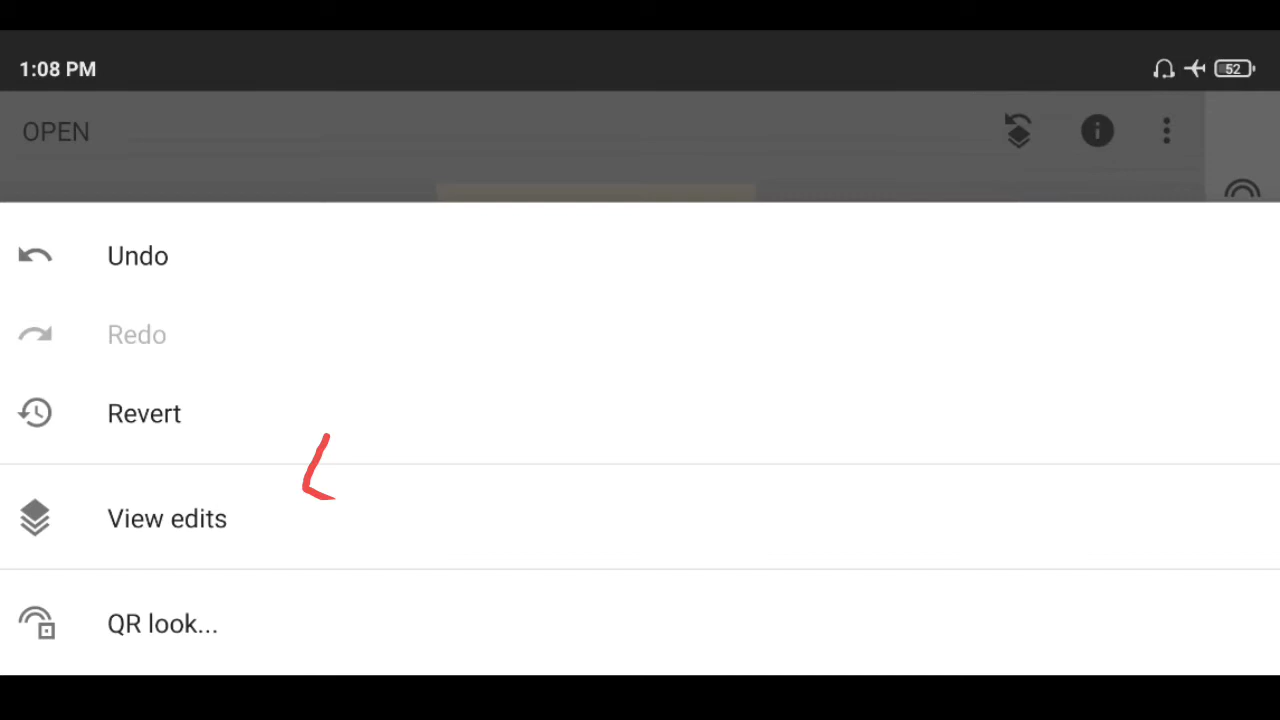 1:08 PM
52
OPEN
Undo
Redo
Revert
View edits
QR look...